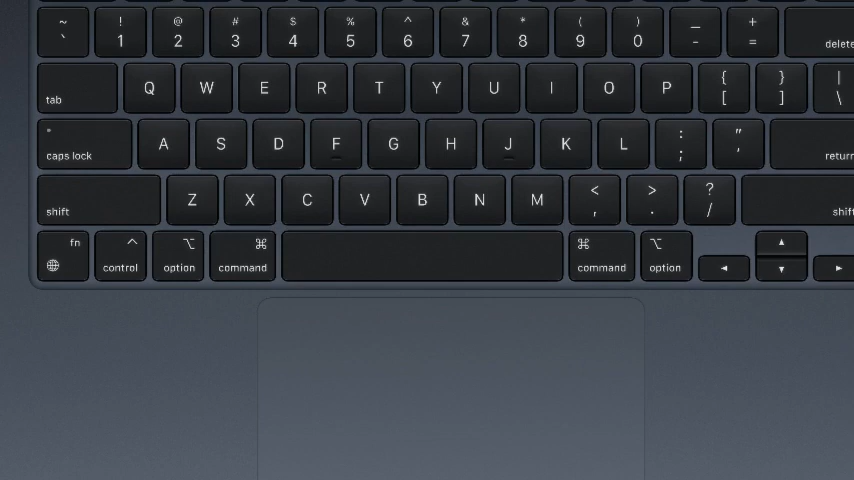 ~ ! @ # $ % ^ & * ( ) — +
` 1 2 3 4 5 6 7 8 9 0 - = delete
tab Q W E R T Y U I O P { [ } ] | \
caps lock A S D F G H J K L : ; " ' return
shift Z X C V B N M < , > . ? / shift
fn ^ ⌥ ⌘ ⌘ ⌥ ▲
control option command command option ◄ ▼ ►